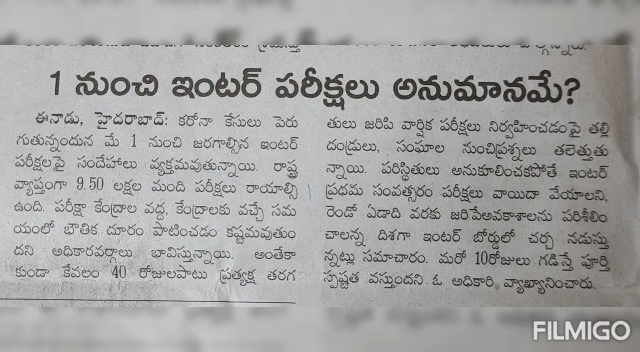 1 నుంచి ఇంటర్ పరీక్షలు అనుమానమే?
ఈనాడు, హైదరాబాద్: కరోనా కేసులు పెరు
గుతున్నందున మే 1 నుంచి జరగాల్సిన ఇంటర్
పరీక్షలపై సందేహాలు వ్యక్తమవుతున్నాయి. రాష్ట్ర
వ్యాప్తంగా 9.50 లక్షల మంది పరీక్షలు రాయాల్సి
ఉంది. పరీక్షా కేంద్రాల వద్ద, కేంద్రాలకు వచ్చే సమ
యంలో భౌతిక దూరం పాటించడం కష్టమవుతుం
దని అధికారవర్గాలు భావిస్తున్నాయి. అంతేకా
కుండా కేవలం 40 రోజులపాటు ప్రత్యక్ష తరగ
తులు జరిపి వార్షిక పరీక్షలు నిర్వహించడంపై తల్లి
దండ్రులు, సంఘాల నుంచిప్రశ్నలు తలెత్తుతు
న్నాయి. పరిస్థితులు అనుకూలించకపోతే. ఇంటర్
ప్రథమ సంవత్సరం పరీక్షలు వాయిదా వేయాలని,
రెండో ఏడాది వరకు జరిపేఅవకాశాలను పరిశీలిం
చాలన్న దిశగా ఇంటర్ బోర్డులో చర్చ నడుస్తు
న్నట్లు సమాచారం. మరో 10రోజులు గడిస్తే పూర్తి
స్పష్టత వస్తుందని ఓ అధికారి వ్యాఖ్యానించారు.
FILMIGO